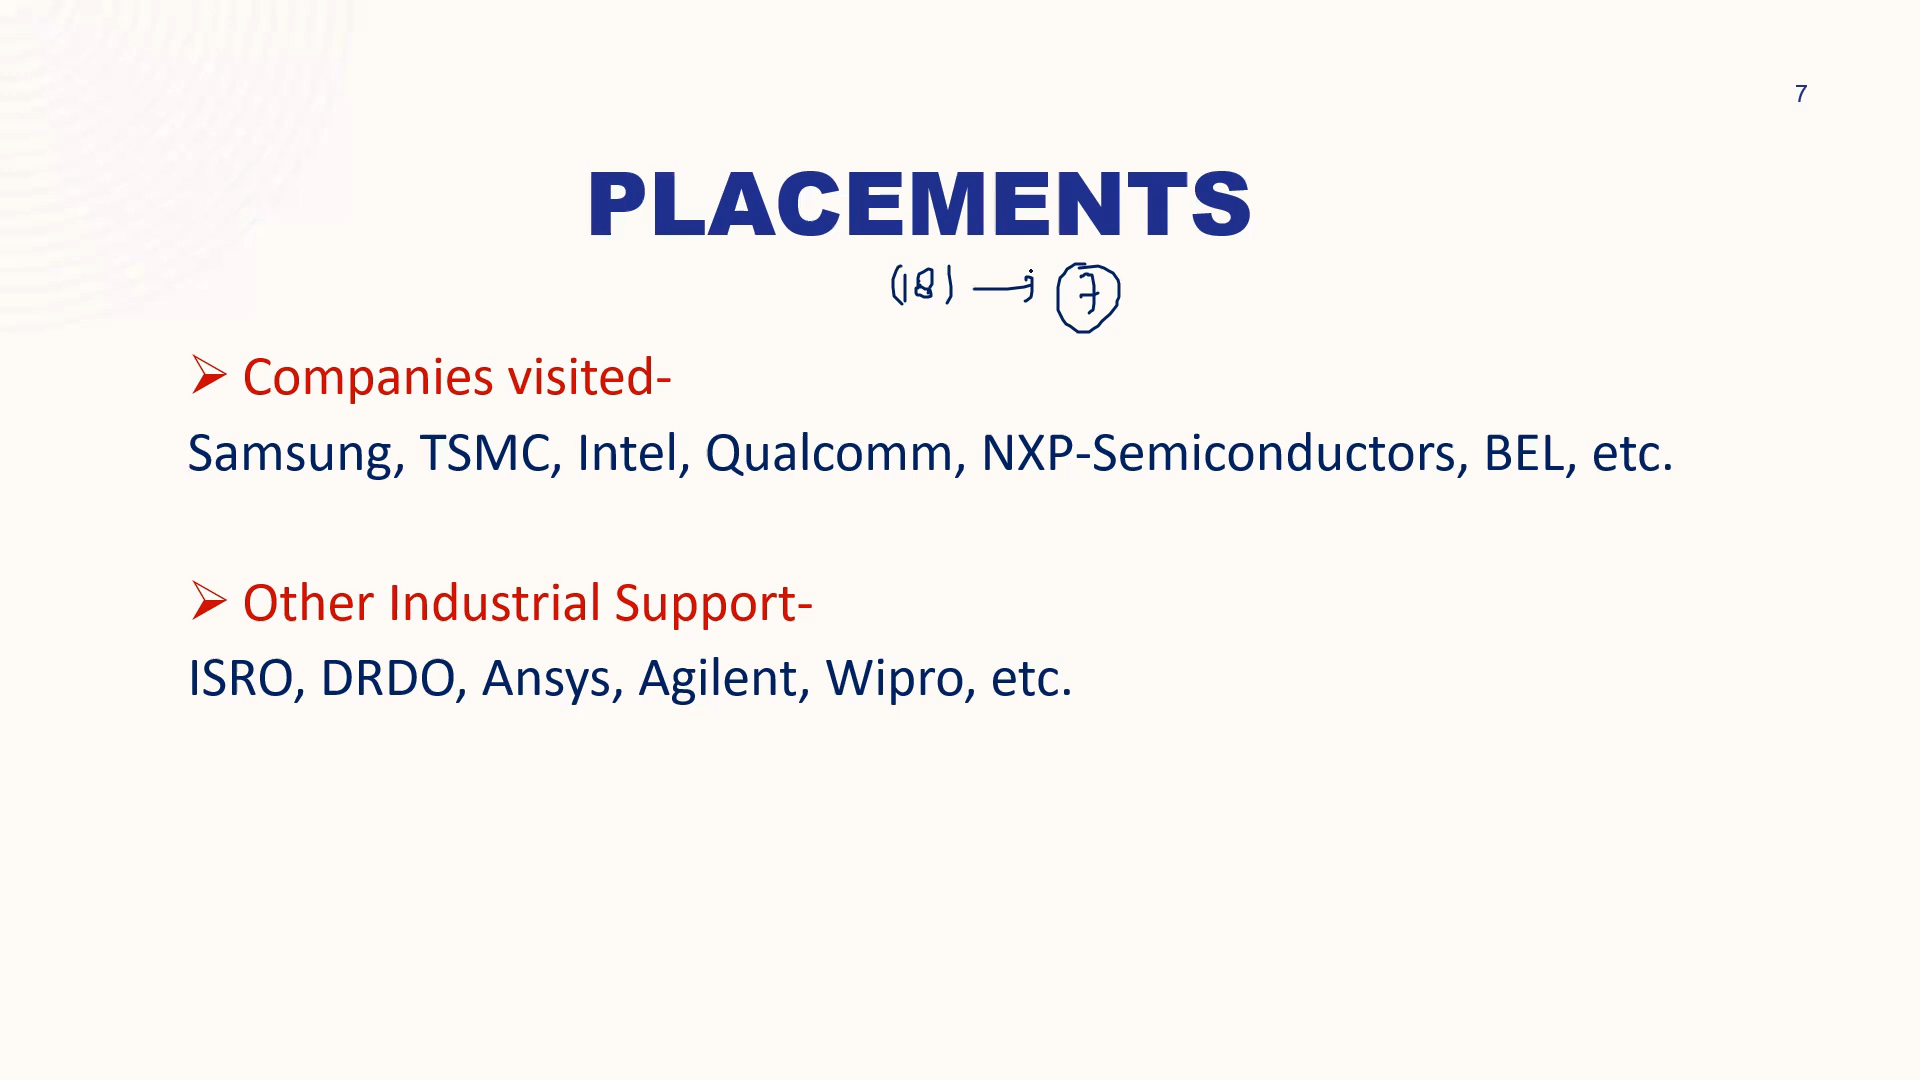 7
PLACEMENTS
(18) → 7
➢ Companies visited-
Samsung, TSMC, Intel, Qualcomm, NXP-Semiconductors, BEL, etc.
➢ Other Industrial Support-
ISRO, DRDO, Ansys, Agilent, Wipro, etc.